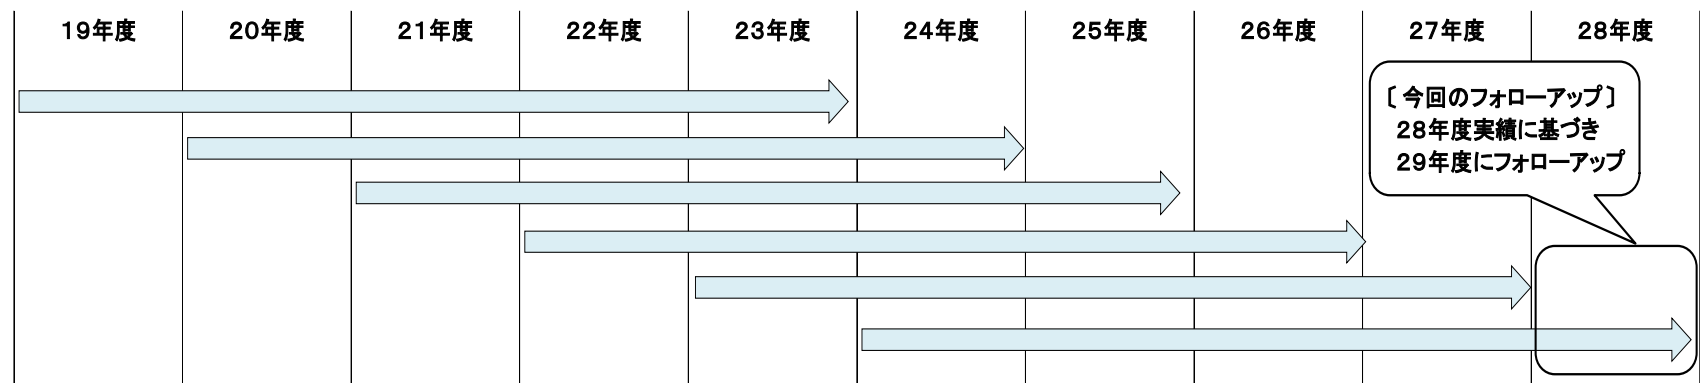 19年度 20年度 21年度 22年度 23年度 24年度 25年度 26年度 27年度 28年度
〔今回のフォローアップ〕
28年度実績に基づき
29年度にフォローアップ